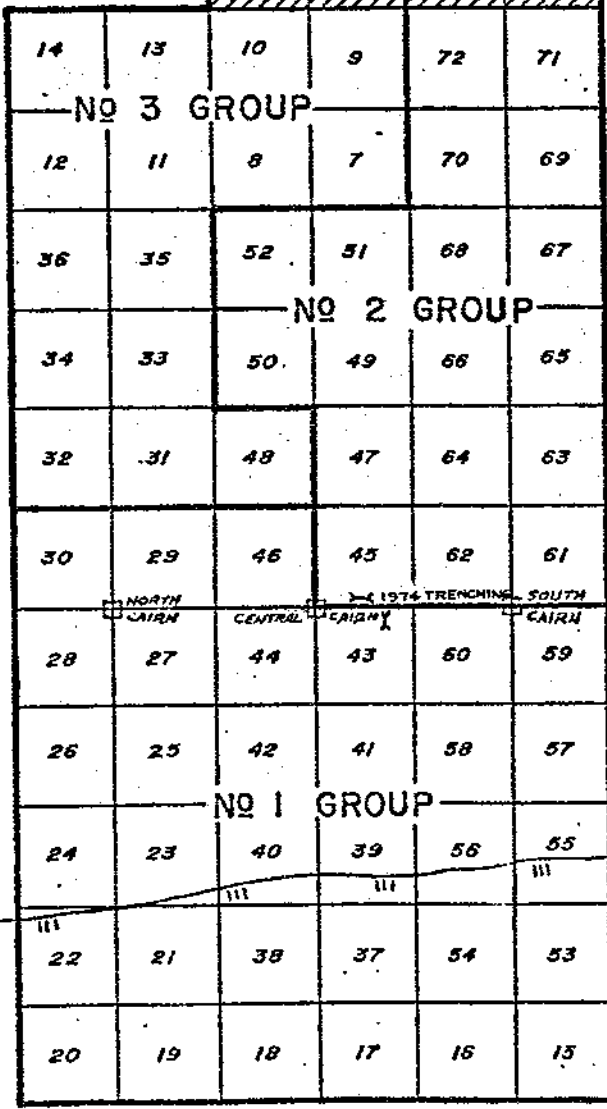 14 13 10 9 72 71
No 3 GROUP
12 11 8 7 70 69
36 35 52 51 68 67
No 2 GROUP
34 33 50 49 66 65
32 31 48 47 64 63
30 29 46 45 62 61
NORTH CAIRN
CENTRAL CAIRN
1974 TRENCHING
SOUTH CAIRN
28 27 44 43 60 59
26 25 42 41 58 57
No 1 GROUP
24 23 40 39 56 55
22 21 38 37 54 53
20 19 18 17 16 15